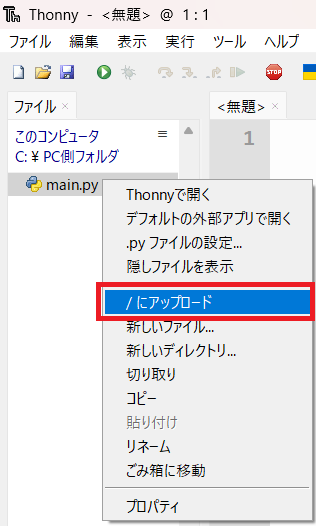 Thonny - <無題> @ 1 : 1
ファイル 編集 表示 実行 ツール ヘルプ
ファイル ×
<無題> ×
このコンピュータ
C: ¥ PC側フォルダ
1
main.py
Thonnyで開く
デフォルトの外部アプリで開く
.py ファイルの設定...
隠しファイルを表示
/ にアップロード
新しいファイル...
新しいディレクトリ...
切り取り
コピー
貼り付け
リネーム
ごみ箱に移動
プロパティ